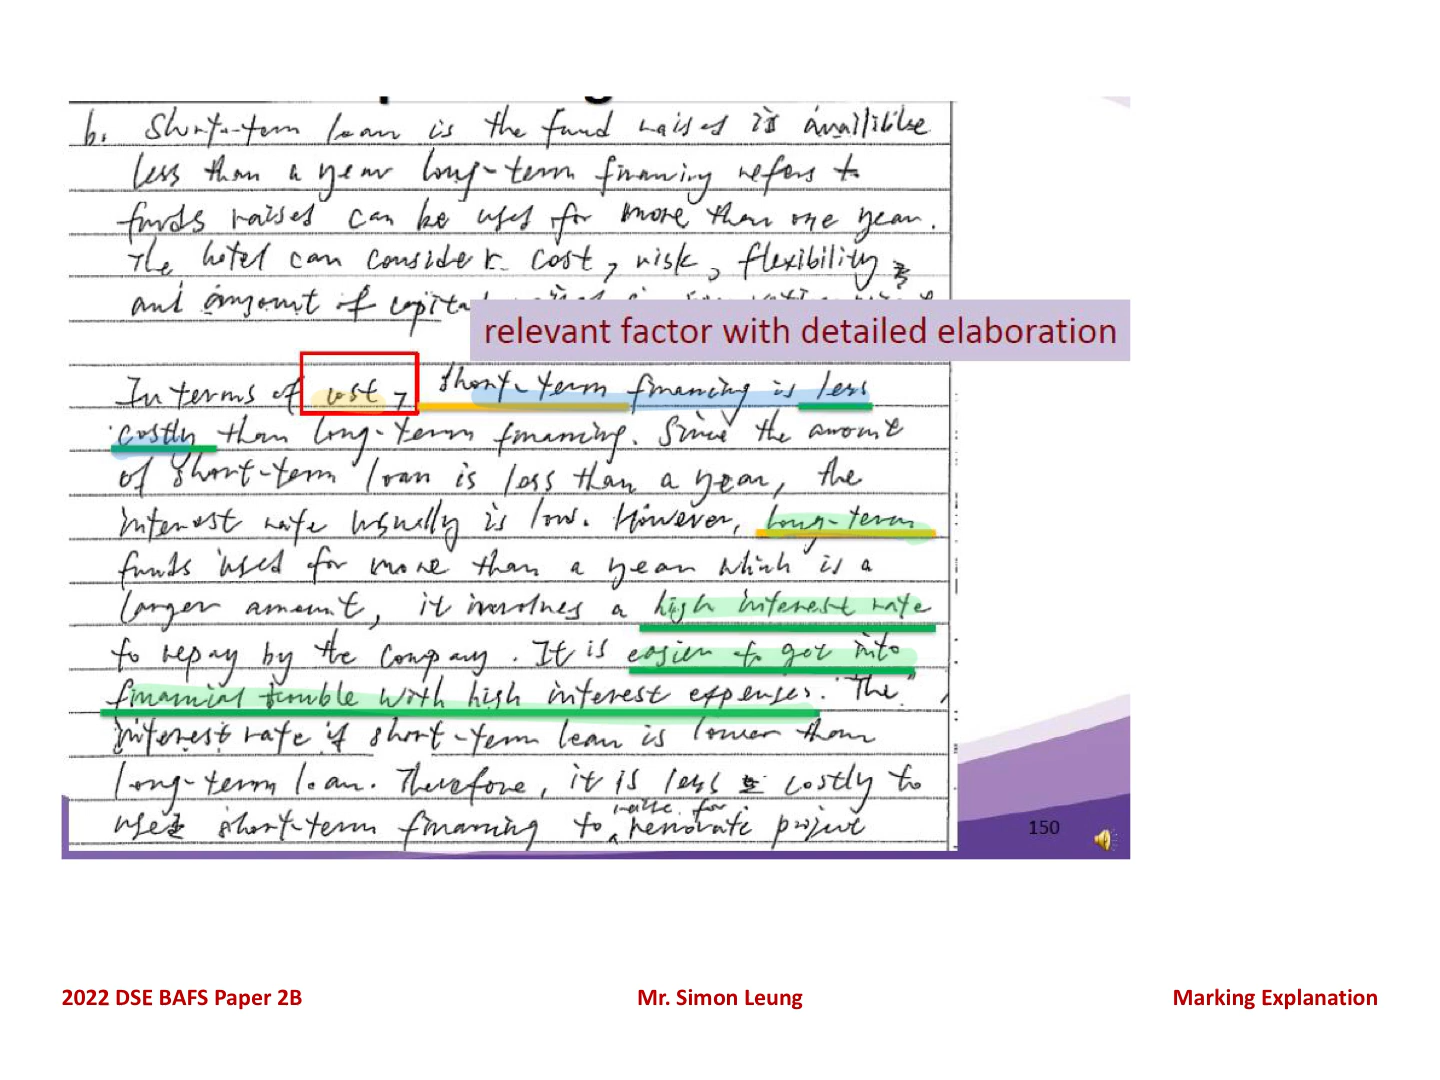 b. Short-term loan is the fund raised is availilble
less than a year long-term financing refers to
funds raised can be used for more than one year.
The hotel can consider cost, risk, flexibility
and amount of capital
relevant factor with detailed elaboration
In terms of cost, short-term financing is less
costly than long-term financing. Since the amount
of short-term loan is less than a year, the
interest rate usually is low. However, long-term
funds used for more than a year which is a
larger amount, it involves a high interest rate
to repay by the company. It is easier to get into
financial trouble with high interest expenses. The
interest rate of short-term loan is lower than
long-term loan. Therefore, it is less costly to
use short-term financing to raise for renovate project
150
2022 DSE BAFS Paper 2B
Mr. Simon Leung
Marking Explanation